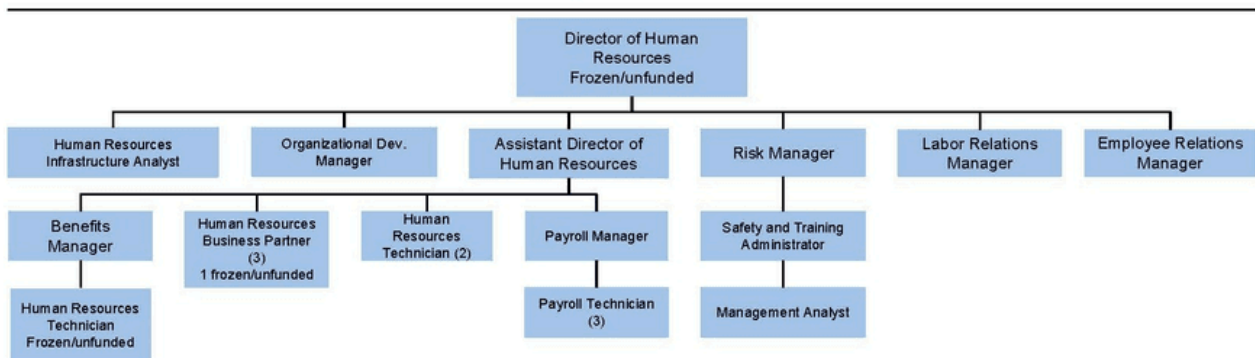 Director of Human
Resources
Frozen/unfunded
Human Resources
Infrastructure Analyst
Organizational Dev.
Manager
Assistant Director of
Human Resources
Risk Manager
Labor Relations
Manager
Employee Relations
Manager
Benefits
Manager
Human Resources
Business Partner
(3)
1 frozen/unfunded
Human
Resources
Technician (2)
Payroll Manager
Safety and Training
Administrator
Human Resources
Technician
Frozen/unfunded
Payroll Technician
(3)
Management Analyst